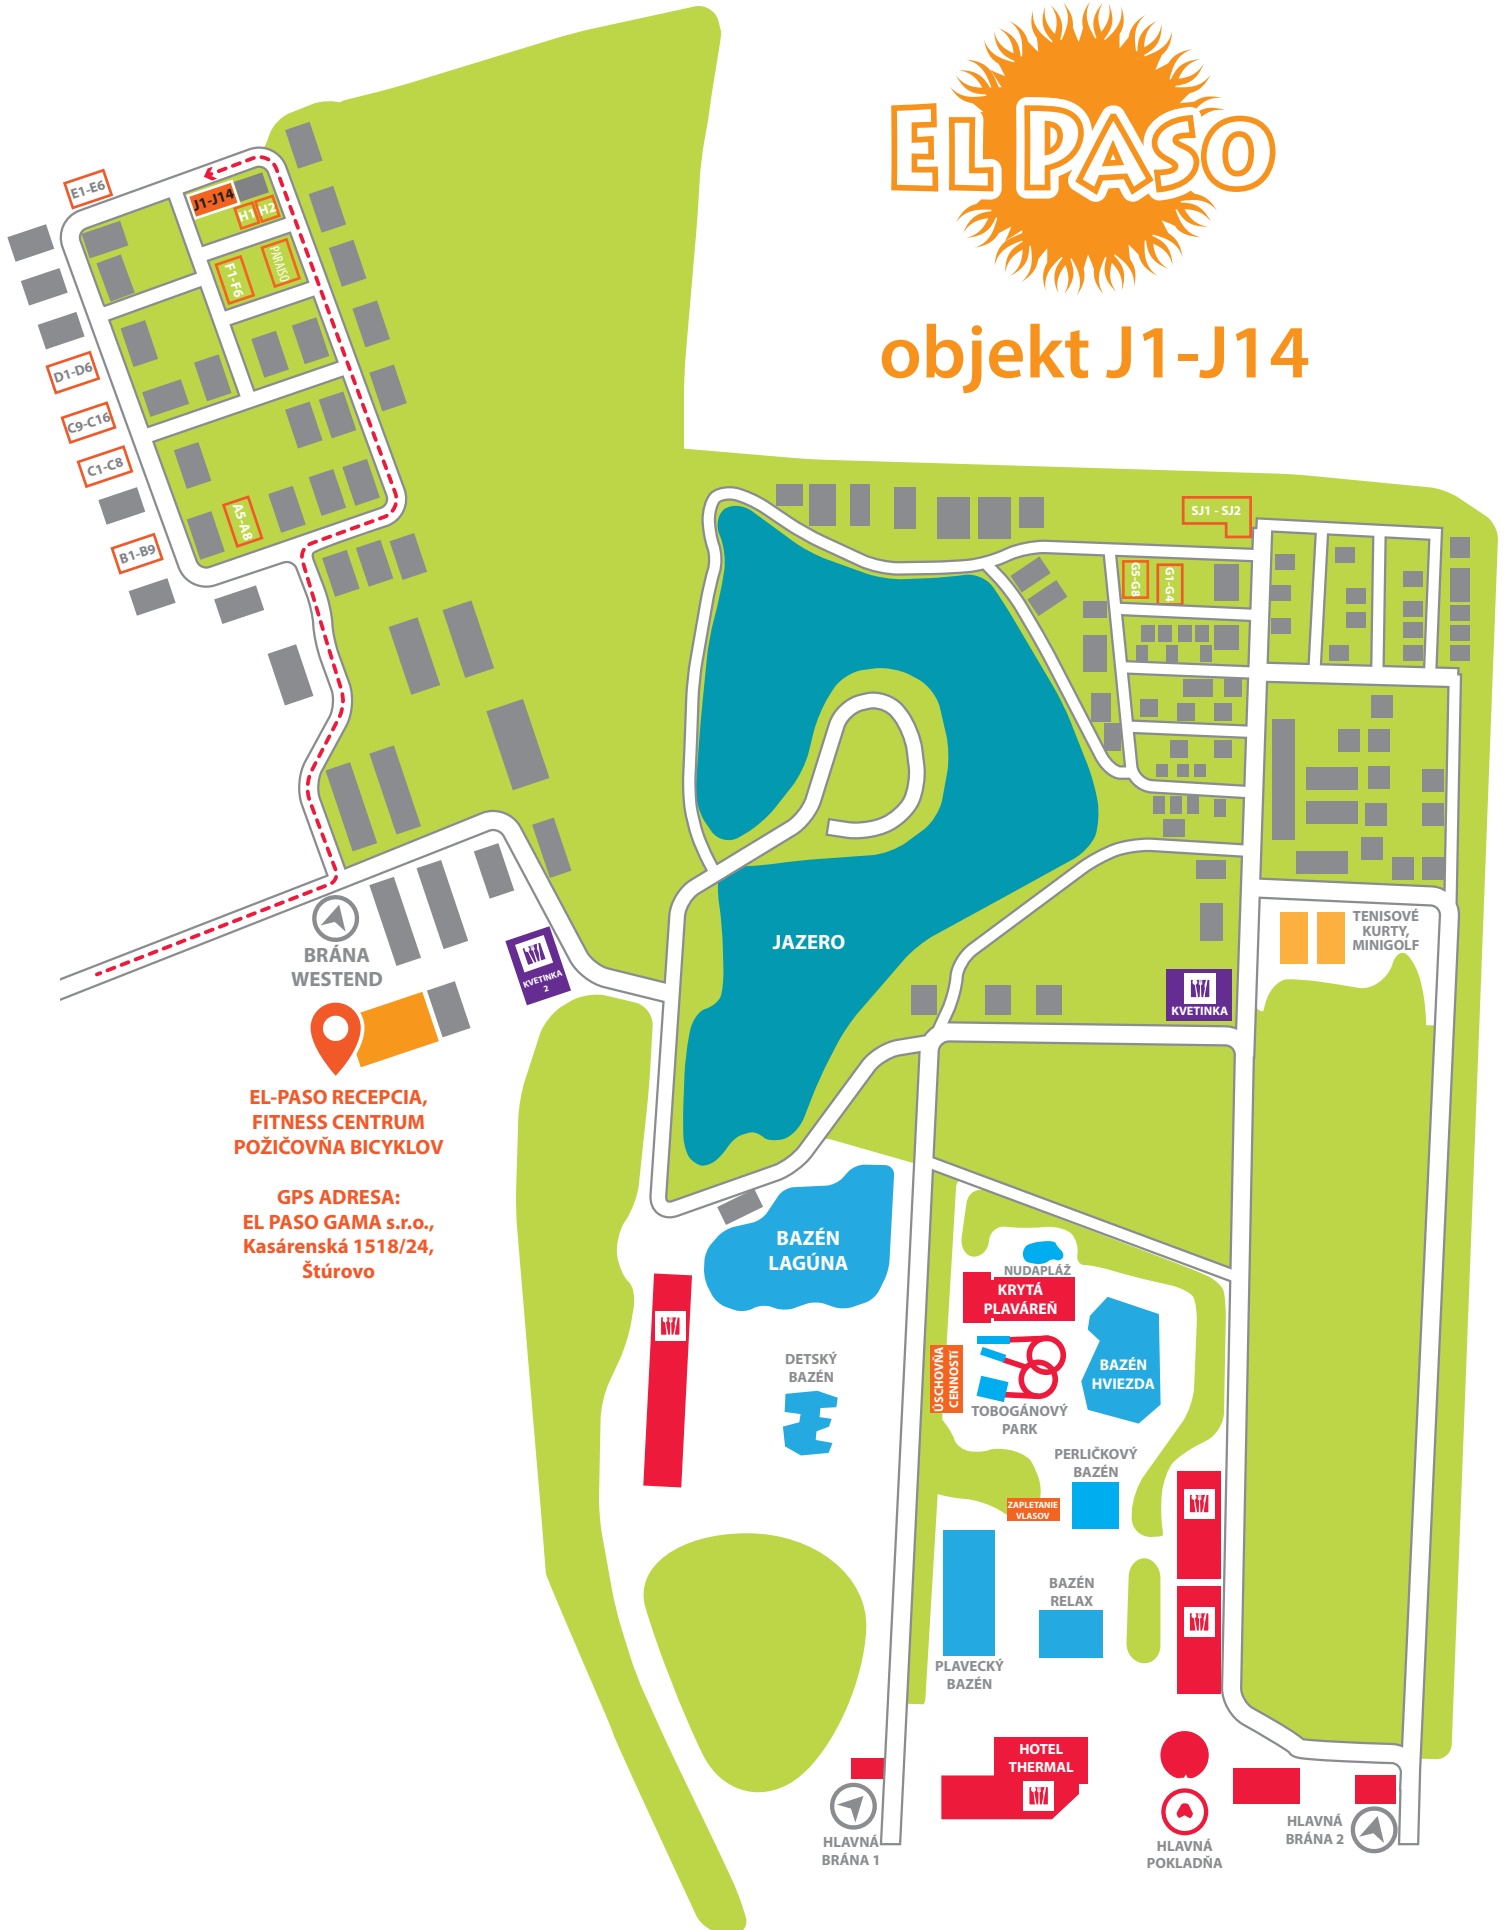 EL PASO
objekt J1-J14
E1-E6
J1-J14
H1
H2
F1-F6
PARAISO
D1-D6
C9-C16
C1-C8
A5-A8
B1-B9
SJ1 - SJ2
G5-G8
G1-G4
JAZERO
TENISOVÉ
KURTY,
MINIGOLF
BRÁNA
WESTEND
KVETINKA
2
KVETINKA
EL-PASO RECEPCIA,
FITNESS CENTRUM
POŽIČOVŇA BICYKLOV
GPS ADRESA:
EL PASO GAMA s.r.o.,
Kasárenská 1518/24,
Štúrovo
BAZÉN
LAGÚNA
NUDAPLÁŽ
KRYTÁ
PLAVÁREŇ
DETSKÝ
BAZÉN
ÚSCHOVŇA
CENNOSTÍ
BAZÉN
HVIEZDA
TOBOGÁNOVÝ
PARK
PERLIČKOVÝ
BAZÉN
ZAPLETANIE
VLASOV
BAZÉN
RELAX
PLAVECKÝ
BAZÉN
HOTEL
THERMAL
HLAVNÁ
BRÁNA 1
HLAVNÁ
POKLADŇA
HLAVNÁ
BRÁNA 2